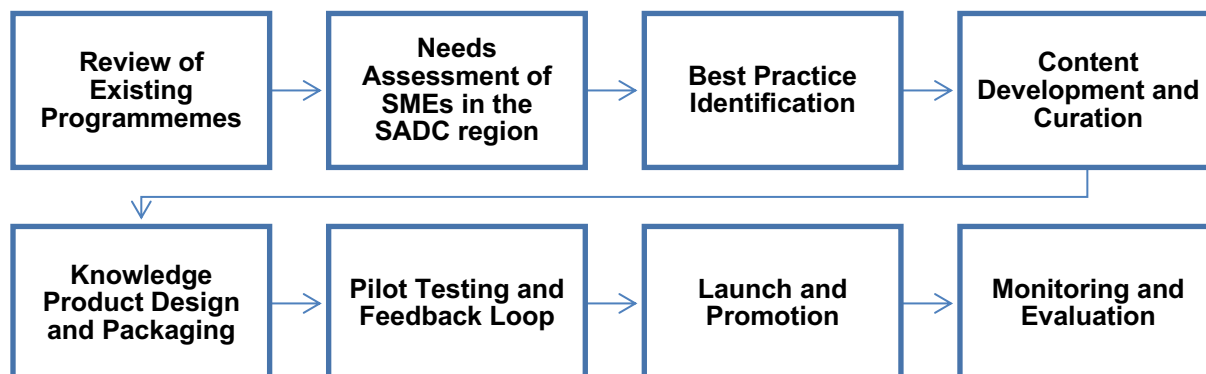 Review of
Existing
Programmemes
Needs
Assessment of
SMEs in the
SADC region
Best Practice
Identification
Content
Development and
Curation
Knowledge
Product Design
and Packaging
Pilot Testing and
Feedback Loop
Launch and
Promotion
Monitoring and
Evaluation